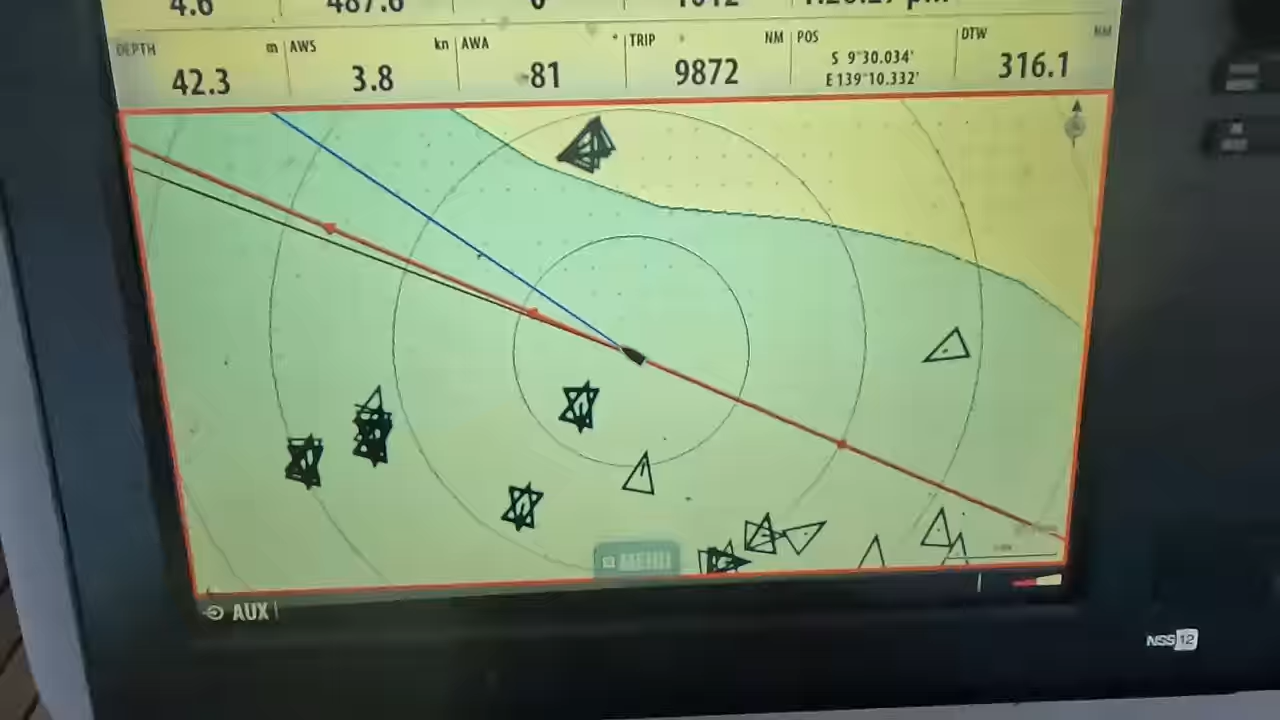 4.6 487.6 0 1012
DEPTH m AWS kn AWA ° TRIP NM POS DTW NM
42.3 3.8 -81 9872 S 9°30.034' 316.1
E 139°10.332'
MENU
AUX
NSS 12